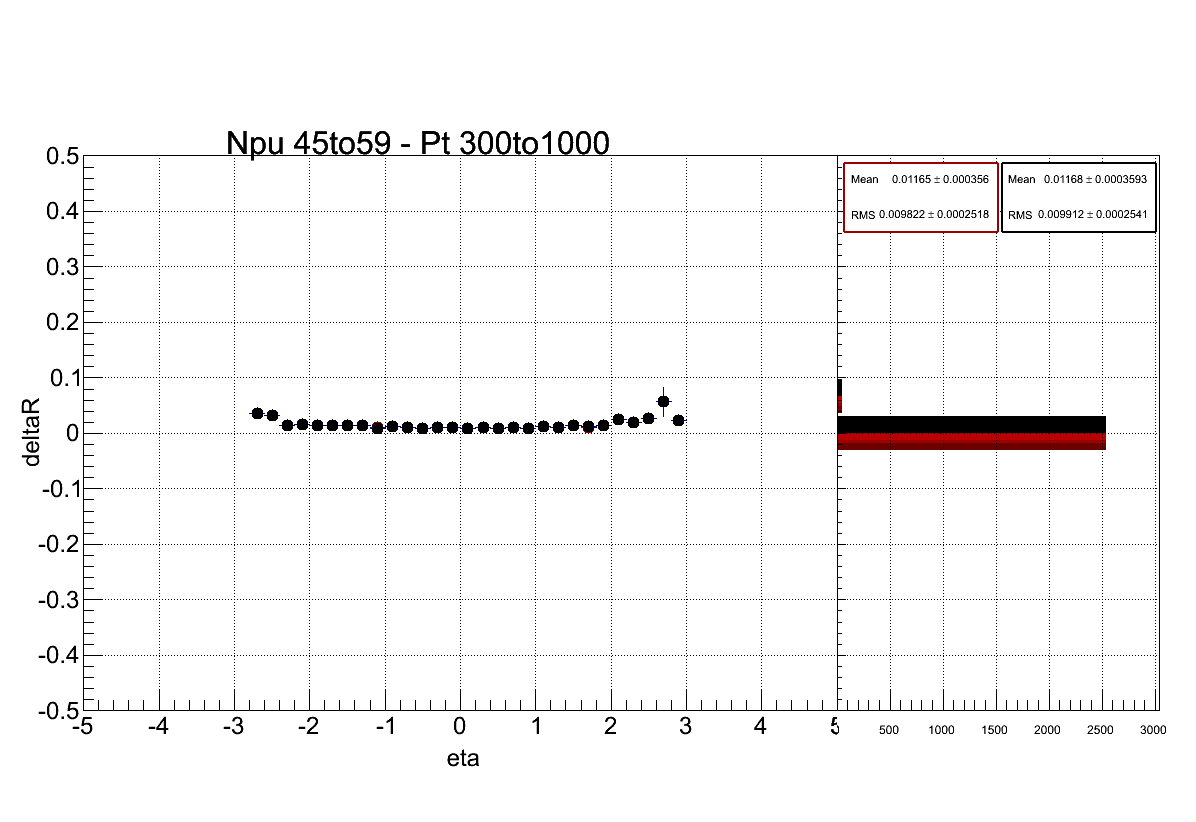 Npu 45to59 - Pt 300to1000
0.5
0.4
0.3
0.2
0.1
0
-0.1
-0.2
-0.3
-0.4
-0.5
deltaR
-5 -4 -3 -2 -1 0 1 2 3 4 5
eta
Mean 0.01165 ± 0.000356
RMS 0.009822 ± 0.0002518
Mean 0.01168 ± 0.0003593
RMS 0.009912 ± 0.0002541
500 1000 1500 2000 2500 3000